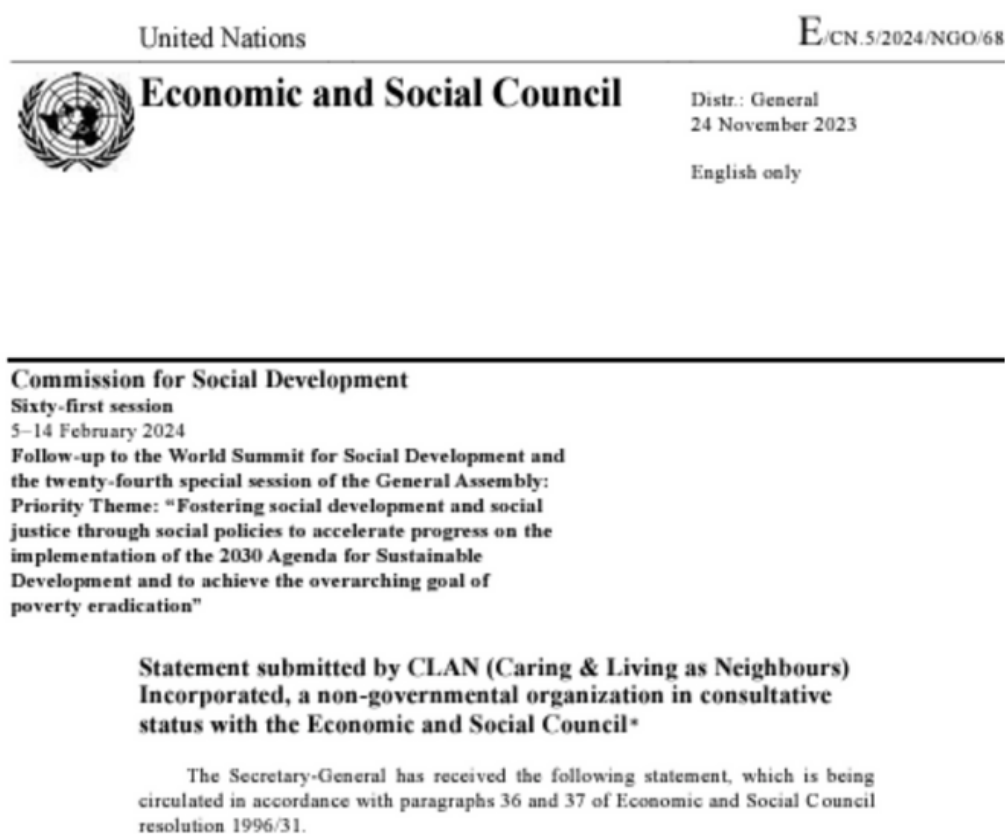 United Nations
E/CN.5/2024/NGO/68
Economic and Social Council
Distr.: General
24 November 2023
English only
Commission for Social Development
Sixty-first session
5–14 February 2024
Follow-up to the World Summit for Social Development and
the twenty-fourth special session of the General Assembly:
Priority Theme: “Fostering social development and social
justice through social policies to accelerate progress on the
implementation of the 2030 Agenda for Sustainable
Development and to achieve the overarching goal of
poverty eradication”
Statement submitted by CLAN (Caring & Living as Neighbours)
Incorporated, a non-governmental organization in consultative
status with the Economic and Social Council*
The Secretary-General has received the following statement, which is being
circulated in accordance with paragraphs 36 and 37 of Economic and Social Council
resolution 1996/31.